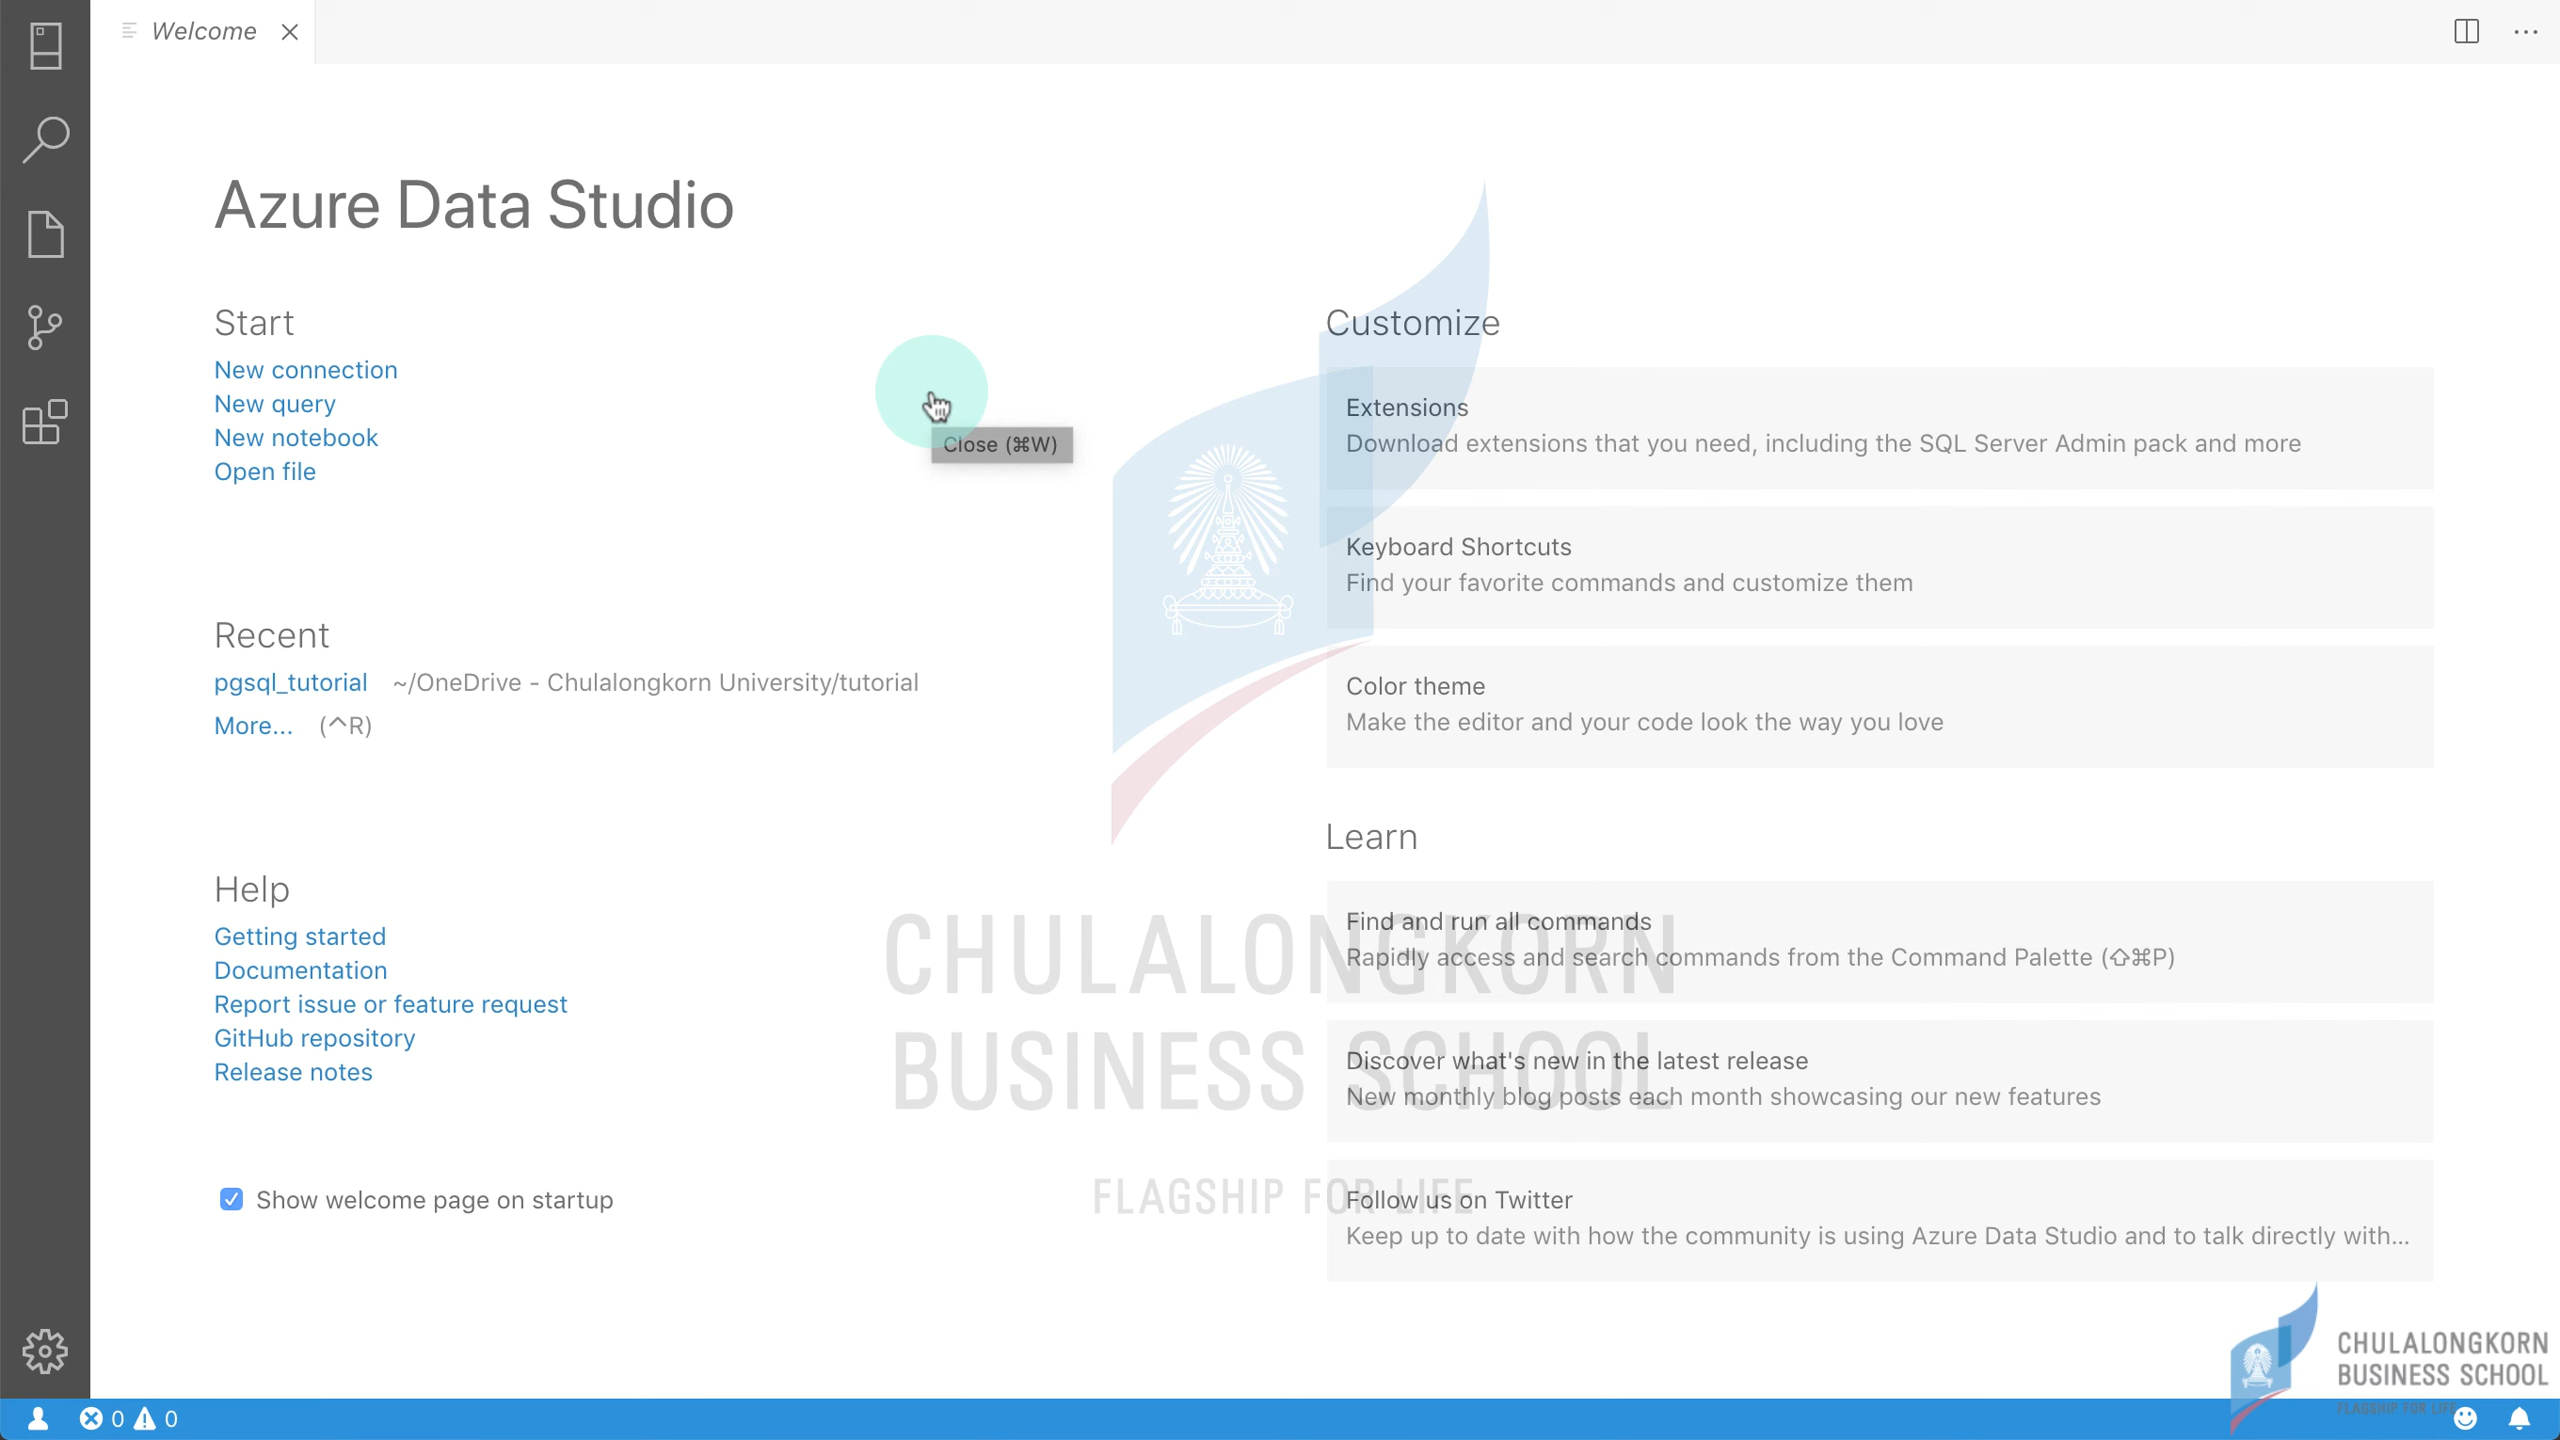 Welcome
Azure Data Studio
Start
New connection
New query
New notebook
Open file
Close (⌘W)
Recent
pgsql_tutorial ~/OneDrive - Chulalongkorn University/tutorial
More... (^R)
Help
Getting started
Documentation
Report issue or feature request
GitHub repository
Release notes
Show welcome page on startup
Customize
Extensions
Download extensions that you need, including the SQL Server Admin pack and more
Keyboard Shortcuts
Find your favorite commands and customize them
Color theme
Make the editor and your code look the way you love
Learn
Find and run all commands
Rapidly access and search commands from the Command Palette (⇧⌘P)
Discover what's new in the latest release
New monthly blog posts each month showcasing our new features
Follow us on Twitter
Keep up to date with how the community is using Azure Data Studio and to talk directly with...
CHULALONGKORN
BUSINESS SCHOOL
FLAGSHIP FOR LIFE
CHULALONGKORN
BUSINESS SCHOOL
FLAGSHIP FOR LIFE
0 0